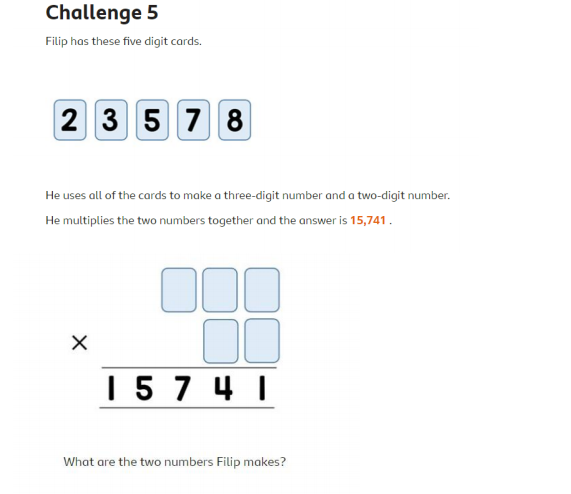 Challenge 5
Filip has these five digit cards.
2 3 5 7 8
He uses all of the cards to make a three-digit number and a two-digit number.
He multiplies the two numbers together and the answer is 15,741 .
×
1 5 7 4 1
What are the two numbers Filip makes?